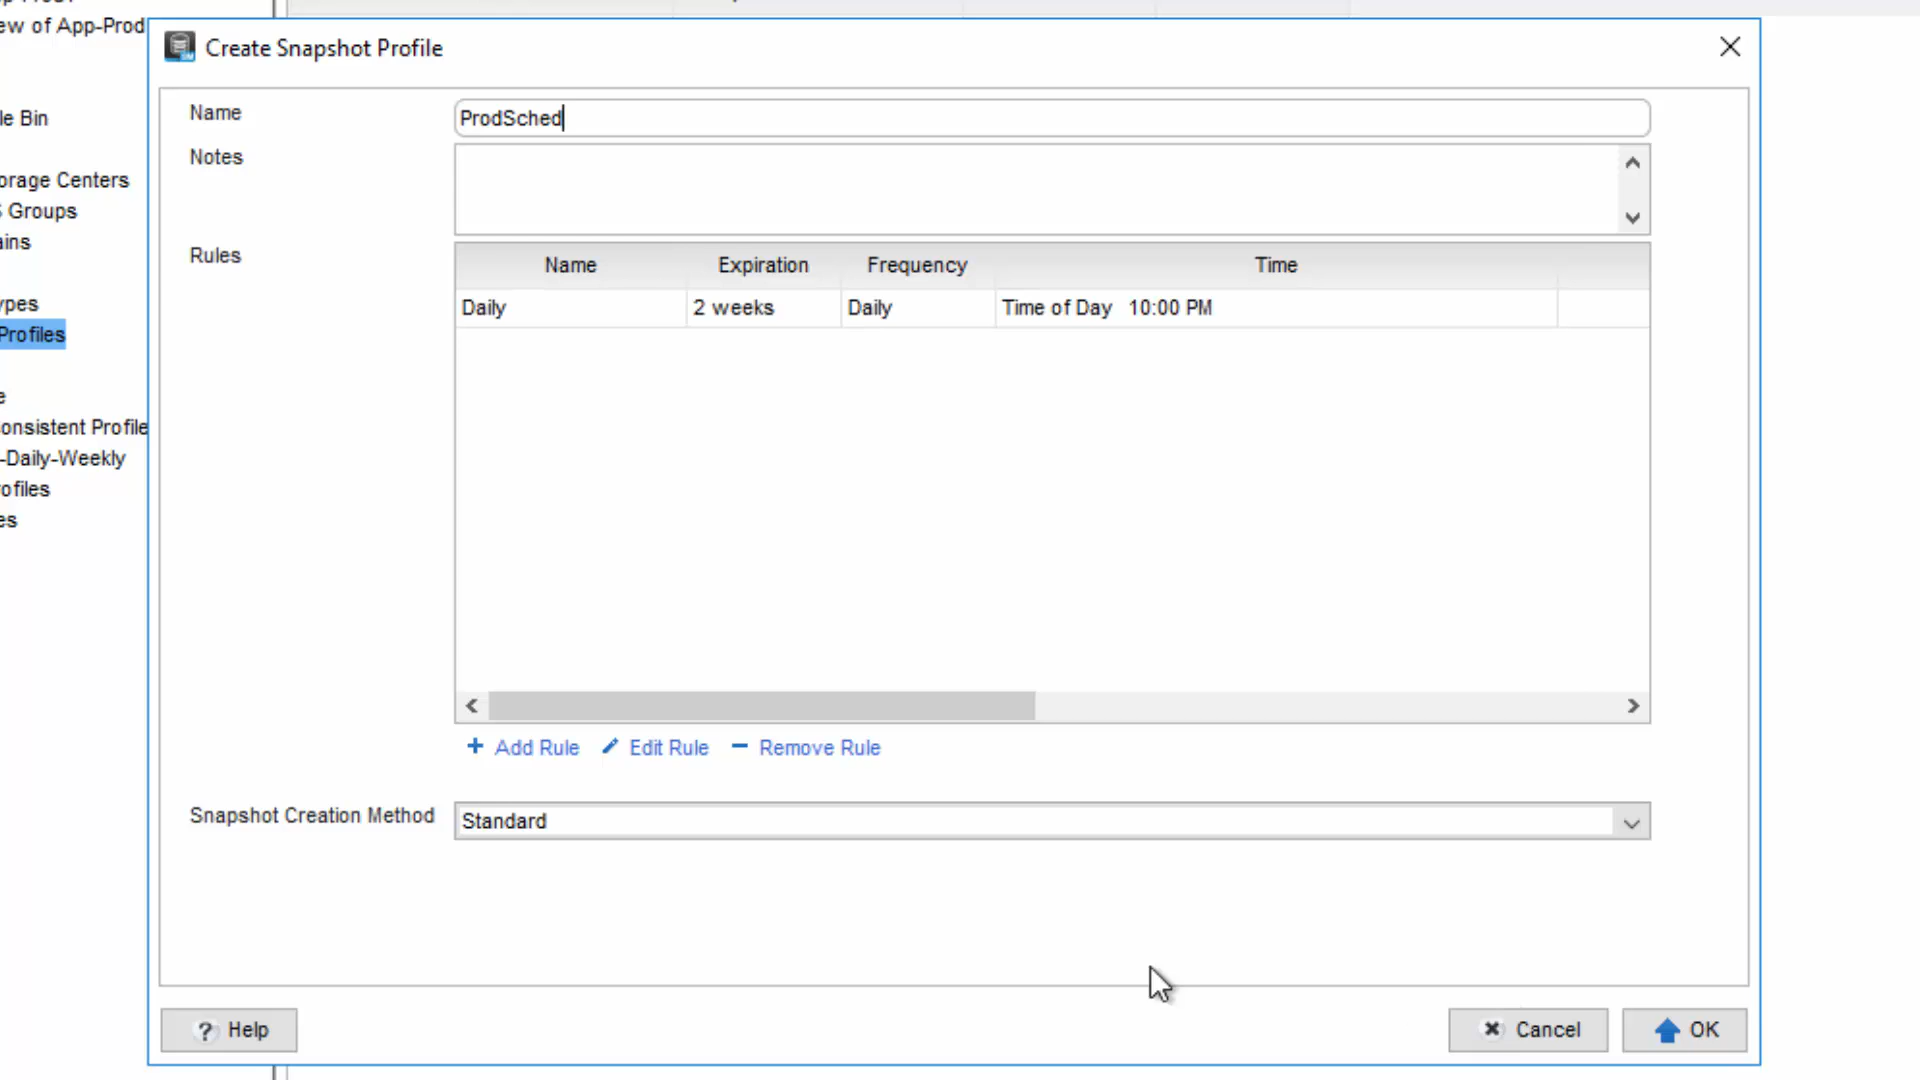 ew of App-Prod
Create Snapshot Profile
Name
ProdSched
le Bin
Notes
orage Centers
Groups
ains
Rules
Name Expiration Frequency Time
ypes
Daily 2 weeks Daily Time of Day 10:00 PM
Profiles
e
onsistent Profile
-Daily-Weekly
ofiles
es
+ Add Rule Edit Rule - Remove Rule
Snapshot Creation Method
Standard
? Help
Cancel
OK